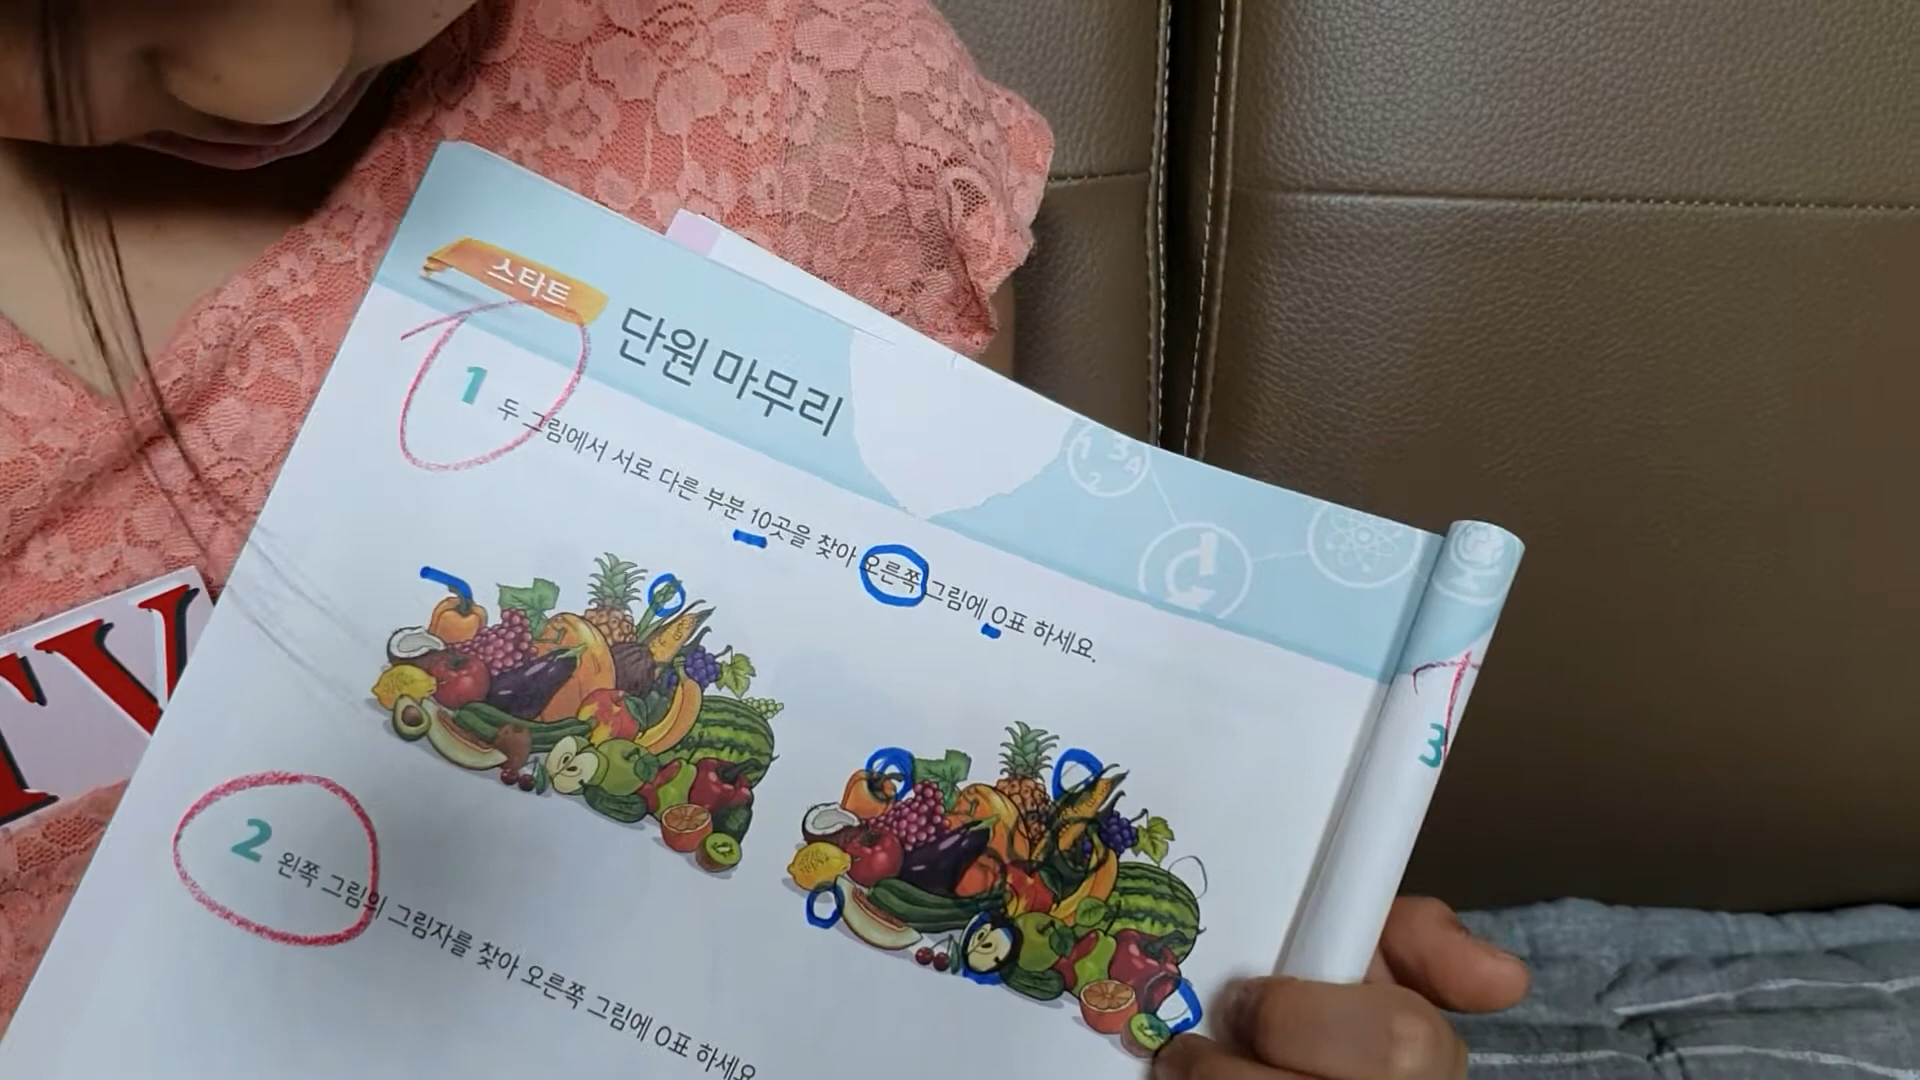 스타트
단원 마무리
1 두 그림에서 서로 다른 부분 10곳을 찾아 오른쪽 그림에 O표 하세요.
2 왼쪽 그림의 그림자를 찾아 오른쪽 그림에 O표 하세요
3
TV